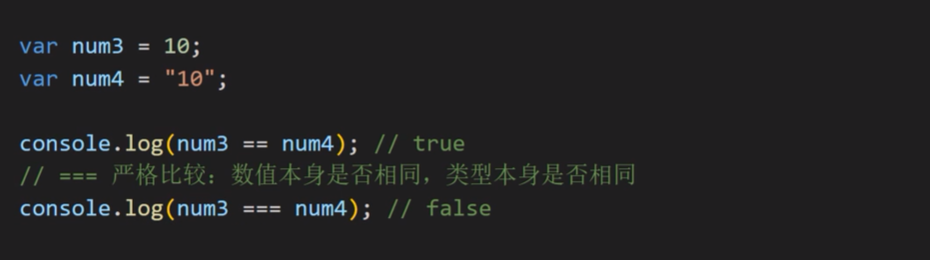 var num3 = 10;
var num4 = "10";
console.log(num3 == num4); // true
// === 严格比较：数值本身是否相同，类型本身是否相同
console.log(num3 === num4); // false